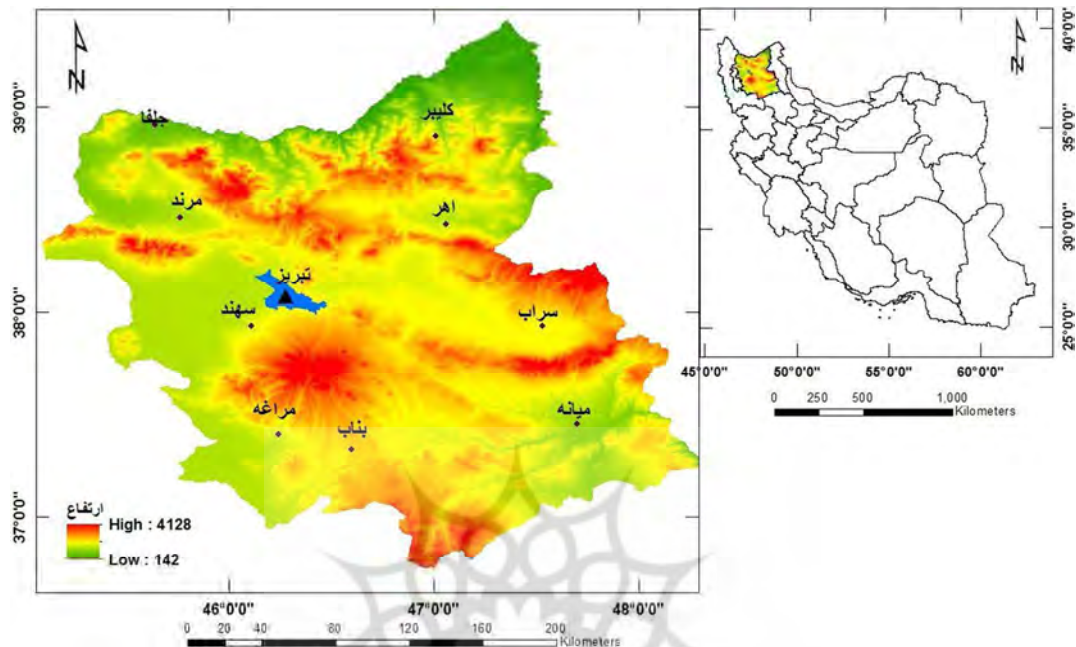 N
39°0'0"
38°0'0"
37°0'0"
جلفا
کلیبر
مرند
اهر
تبریز
سهند
سراب
مراغه
بناب
میانه
ارتفاع
High : 4128
Low : 142
46°0'0"
47°0'0"
48°0'0"
0 20 40 80 120 160 200
Kilometers
N
40°0'0"
35°0'0"
30°0'0"
25°0'0"
45°0'0"
50°0'0"
55°0'0"
60°0'0"
0 250 500 1,000
Kilometers